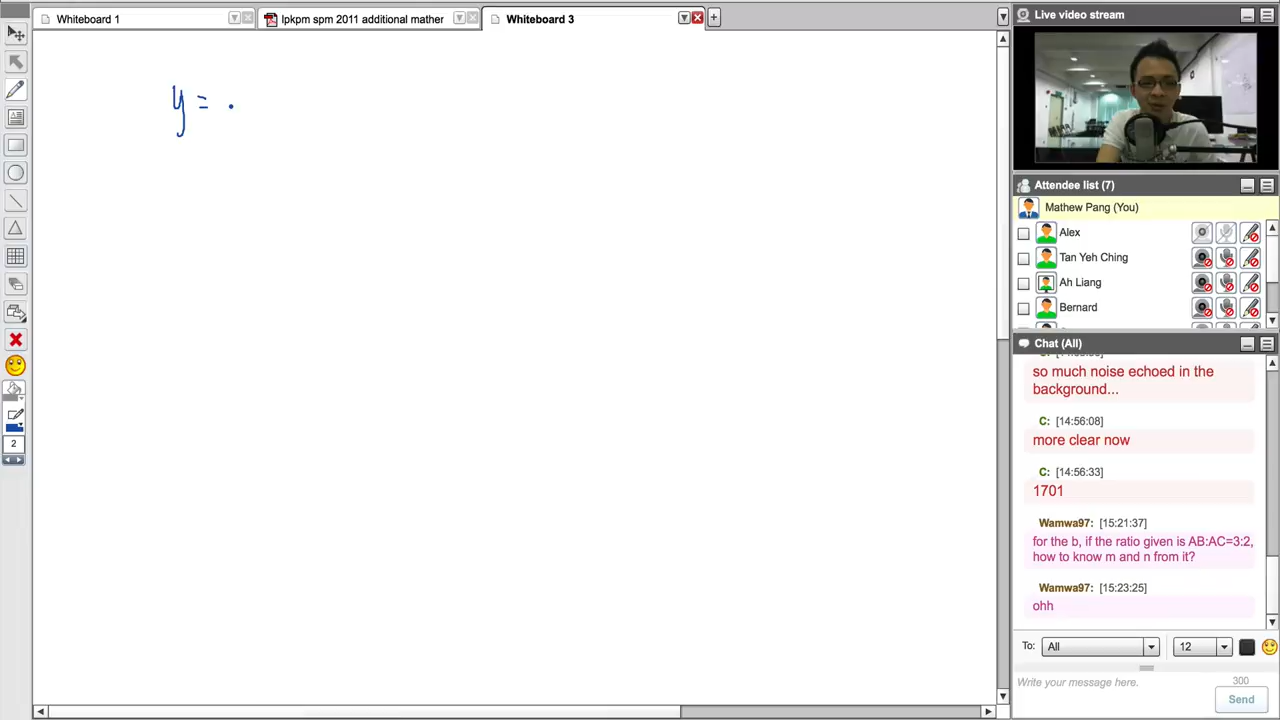 Whiteboard 1
lpkpm spm 2011 additional mather
Whiteboard 3
Live video stream
y = .
Attendee list (7)
Mathew Pang (You)
Alex
Tan Yeh Ching
Ah Liang
Bernard
Chat (All)
so much noise echoed in the
background...
C: [14:56:08]
more clear now
C: [14:56:33]
1701
Wamwa97: [15:21:37]
for the b, if the ratio given is AB:AC=3:2,
how to know m and n from it?
Wamwa97: [15:23:25]
ohh
2
To: All 12
Write your message here. 300
Send